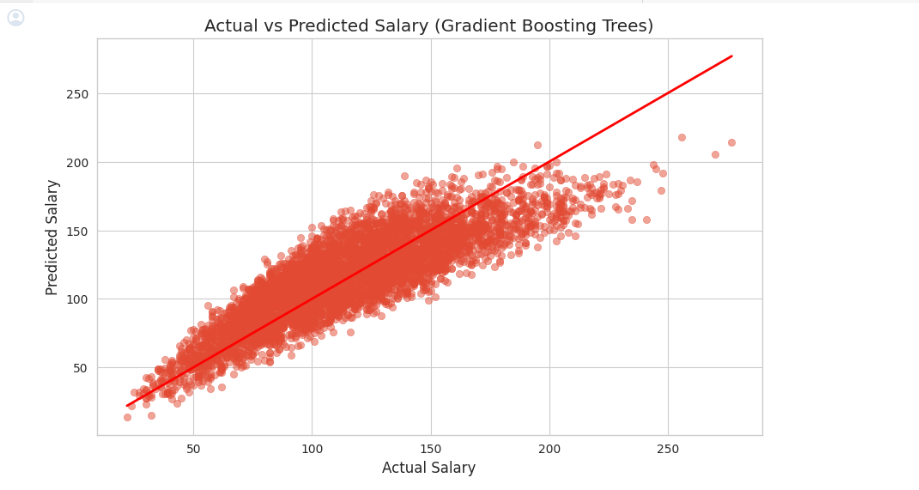 Actual vs Predicted Salary (Gradient Boosting Trees)
250
200
150
100
50
Predicted Salary
50 100 150 200 250
Actual Salary